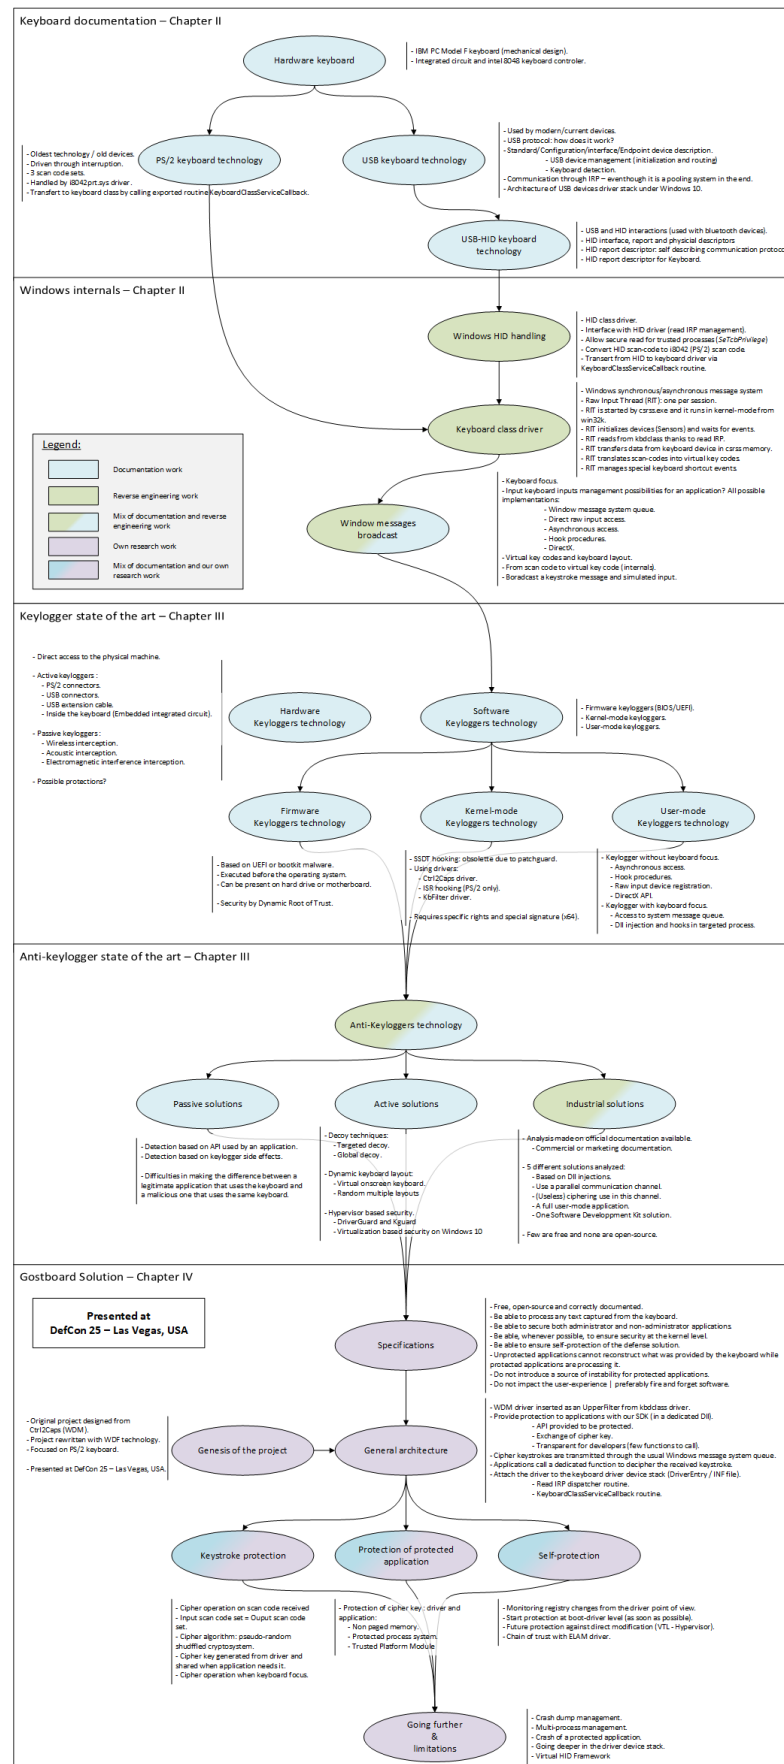 Keyboard documentation – Chapter II
Hardware keyboard
- IBM PC Model F keyboard (mechanical design).
- Integrated circuit and intel 8048 keyboard controler.
PS/2 keyboard technology
- Oldest technology / old devices.
- Driven through interruption.
- 3 scan code sets.
- Handled by i8042prt.sys driver.
- Transfert to keyboard class by calling exported routine KeyboardClassServiceCallback.
USB keyboard technology
- Used by modern/current devices.
- USB protocol: how does it work?
- Standard/Configuration/interface/Endpoint device description.
- USB device management (initialization and routing)
- Keyboard detection.
- Communication through IRP – eventhough it is a pooling system in the end.
- Architecture of USB devices driver stack under Windows 10.
USB-HID keyboard
technology
- USB and HID interactions (used with bluetooth devices).
- HID interface, report and physicial descriptors
- HID report descriptor: self describing communication protoco
- HID report descriptor for Keyboard.
Windows internals – Chapter II
Windows HID handling
- HID class driver.
- Interface with HID driver (read IRP management).
- Allow secure read for trusted processes (SeTcbPrivilege)
- Convert HID scan-code to i8042 (PS/2) scan code.
- Transert from HID to keyboard driver via
KeyboardClassServiceCallback routine.
Keyboard class driver
- Windows synchronous/asynchronous message system
- Raw Input Thread (RIT): one per session.
- RIT is started by csrss.exe and it runs in kernel-mode from
win32k.
- RIT initializes devices (Sensors) and waits for events.
- RIT reads from kbdclass thanks to read IRP.
- RIT transfers data from keyboard device in csrss memory.
- RIT translates scan-codes into virtual key codes.
- RIT manages special keyboard shortcut events.
Legend:
Documentation work
Reverse engineering work
Mix of documentation and reverse
engineering work
Own research work
Mix of documentation and our own
research work
Window messages
broadcast
- Keyboard focus.
- Input keyboard inputs management possibilities for an application? All possible
implementations:
- Window message system queue.
- Direct raw input access.
- Asynchronous access.
- Hook procedures.
- DirectX.
- Virtual key codes and keyboard layout.
- From scan code to virtual key code (internals).
- Boradcast a keystroke message and simulated input.
Keylogger state of the art – Chapter III
- Direct access to the physical machine.
- Active keyloggers :
- PS/2 connectors.
- USB connectors.
- USB extension cable.
- Inside the keyboard (Embedded integrated circuit).
- Passive keyloggers :
- Wireless interception.
- Acoustic interception.
- Electromagnetic interference interception.
- Possible protections?
Hardware
Keyloggers technology
Software
Keyloggers technology
- Firmware keyloggers (BIOS/UEFI).
- Kernel-mode keyloggers.
- User-mode keyloggers.
Firmware
Keyloggers technology
Kernel-mode
Keyloggers technology
User-mode
Keyloggers technology
- Based on UEFI or bootkit malware.
- Executed before the operating system.
- Can be present on hard drive or motherboard.
- Security by Dynamic Root of Trust.
- SSDT hooking: obsolette due to patchguard.
- Using drivers:
- Ctrl2Caps driver.
- ISR hooking (PS/2 only).
- KbFilter driver.
- Requires specific rights and special signature (x64).
- Keylogger without keyboard focus.
- Asynchronous access.
- Hook procedures.
- Raw input device registration.
- DirectX API.
- Keylogger with keyboard focus.
- Access to system message queue.
- Dll injection and hooks in targeted process.
Anti-keylogger state of the art – Chapter III
Anti-Keyloggers technology
Passive solutions
Active solutions
Industrial solutions
- Detection based on API used by an application.
- Detection based on keylogger side effects.
- Difficulties in making the difference between a
legitimate application that uses the keyboard and
a malicious one that uses the same keyboard.
- Decoy techniques:
- Targeted decoy.
- Global decoy.
- Dynamic keyboard layout:
- Virtual onscreen keyboard.
- Random multiple layouts
- Hypervisor based security.
- DriverGuard and Kguard
- Virtualization based security on Windows 10
- Analysis made on official documentation available.
- Commercial or marketing documentation.
- 5 different solutions analyzed:
- Based on Dll injections.
- Use a parallel communication channel.
- (Useless) ciphering use in this channel.
- A full user-mode application.
- One Software Developpment Kit solution.
- Few are free and none are open-source.
Gostboard Solution – Chapter IV
Presented at
DefCon 25 – Las Vegas, USA
Specifications
- Free, open-source and correctly documented.
- Be able to process any text captured from the keyboard.
- Be able to secure both administrator and non-administrator applications.
- Be able, whenever possible, to ensure security at the kernel level.
- Be able to ensure self-protection of the defense solution.
- Unprotected applications cannot reconstruct what was provided by the keyboard while
protected applications are processing it.
- Do not introduce a source of instability for protected applications.
- Do not impact the user-experience | preferably fire and forget software.
- Original project designed from
Ctrl2Caps (WDM).
- Project rewritten with WDF technology.
- Focused on PS/2 keyboard.
- Presented at DefCon 25 – Las Vegas, USA.
Genesis of the project
General architecture
- WDM driver inserted as an UpperFilter from kbdclass driver.
- Provide protection to applications with our SDK (in a dedicated Dll).
- API provided to be protected.
- Exchange of cipher key.
- Transparent for developers (few functions to call).
- Cipher keystrokes are transmitted through the usual Windows message system queue.
- Applications call a dedicated function to decipher the received keystroke.
- Attach the driver to the keyboard driver device stack (DriverEntry / INF file).
- Read IRP dispatcher routine.
- KeyboardClassServiceCallback routine.
Keystroke protection
Protection of protected
application
Self-protection
- Cipher operation on scan code received
- Input scan code set = Ouput scan code
set.
- Cipher algorithm: pseudo-random
shudffled cryptosystem.
- Cipher key generated from driver and
shared when application needs it.
- Cipher operation when keyboard focus.
- Protection of cipher key : driver and
application:
- Non paged memory.
- Protected process system.
- Trusted Platform Module
- Monitoring registry changes from the driver point of view.
- Start protection at boot-driver level (as soon as possible).
- Future protection against direct modification (VTL - Hypervisor).
- Chain of trust with ELAM driver.
Going further
&
limitations
- Crash dump management.
- Multi-process management.
- Crash of a protected application.
- Going deeper in the driver device stack.
- Virtual HID Framework